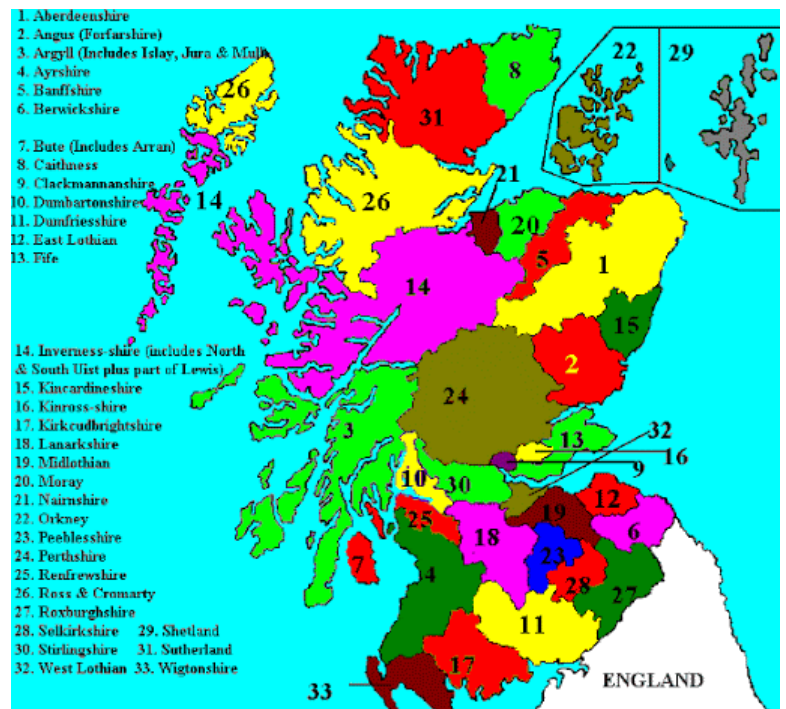 1. Aberdeenshire
2. Angus (Forfarshire)
3. Argyll (Includes Islay, Jura & Mull)
4. Ayrshire
5. Banffshire
6. Berwickshire
7. Bute (Includes Arran)
8. Caithness
9. Clackmannanshire
10. Dumbartonshire
11. Dumfriesshire
12. East Lothian
13. Fife
14. Inverness-shire (includes North
& South Uist plus part of Lewis)
15. Kincardineshire
16. Kinross-shire
17. Kirkcudbrightshire
18. Lanarkshire
19. Midlothian
20. Moray
21. Nairnshire
22. Orkney
23. Peeblesshire
24. Perthshire
25. Renfrewshire
26. Ross & Cromarty
27. Roxburghshire
28. Selkirkshire 29. Shetland
30. Stirlingshire 31. Sutherland
32. West Lothian 33. Wigtonshire
22
29
8
26
31
21
14
26
20
5
1
14
15
2
24
3
13
32
16
9
10
30
25
12
19
18
6
7
23
4
28
27
11
17
33
ENGLAND